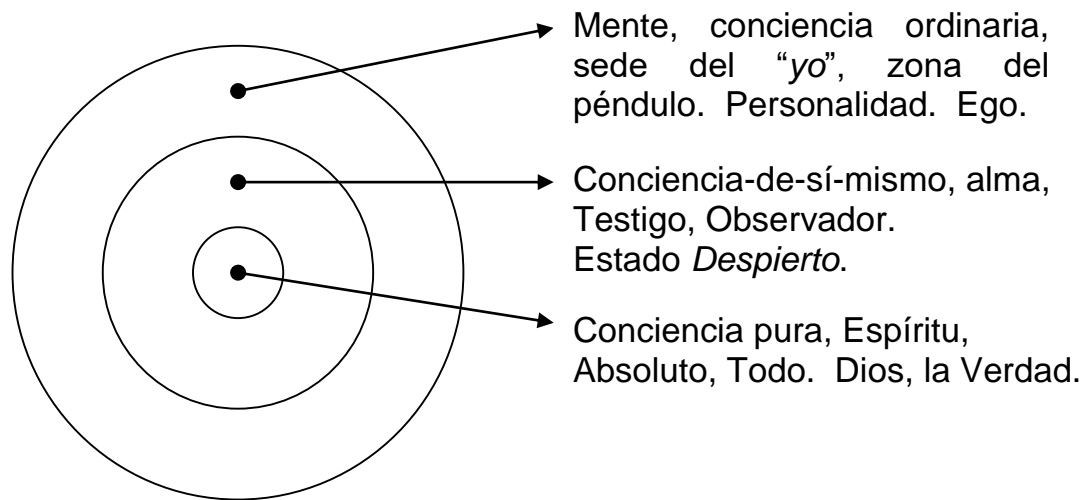 Mente, conciencia ordinaria,
sede del “yo”, zona del
péndulo. Personalidad. Ego.
Conciencia-de-sí-mismo, alma,
Testigo, Observador.
Estado Despierto.
Conciencia pura, Espíritu,
Absoluto, Todo. Dios, la Verdad.